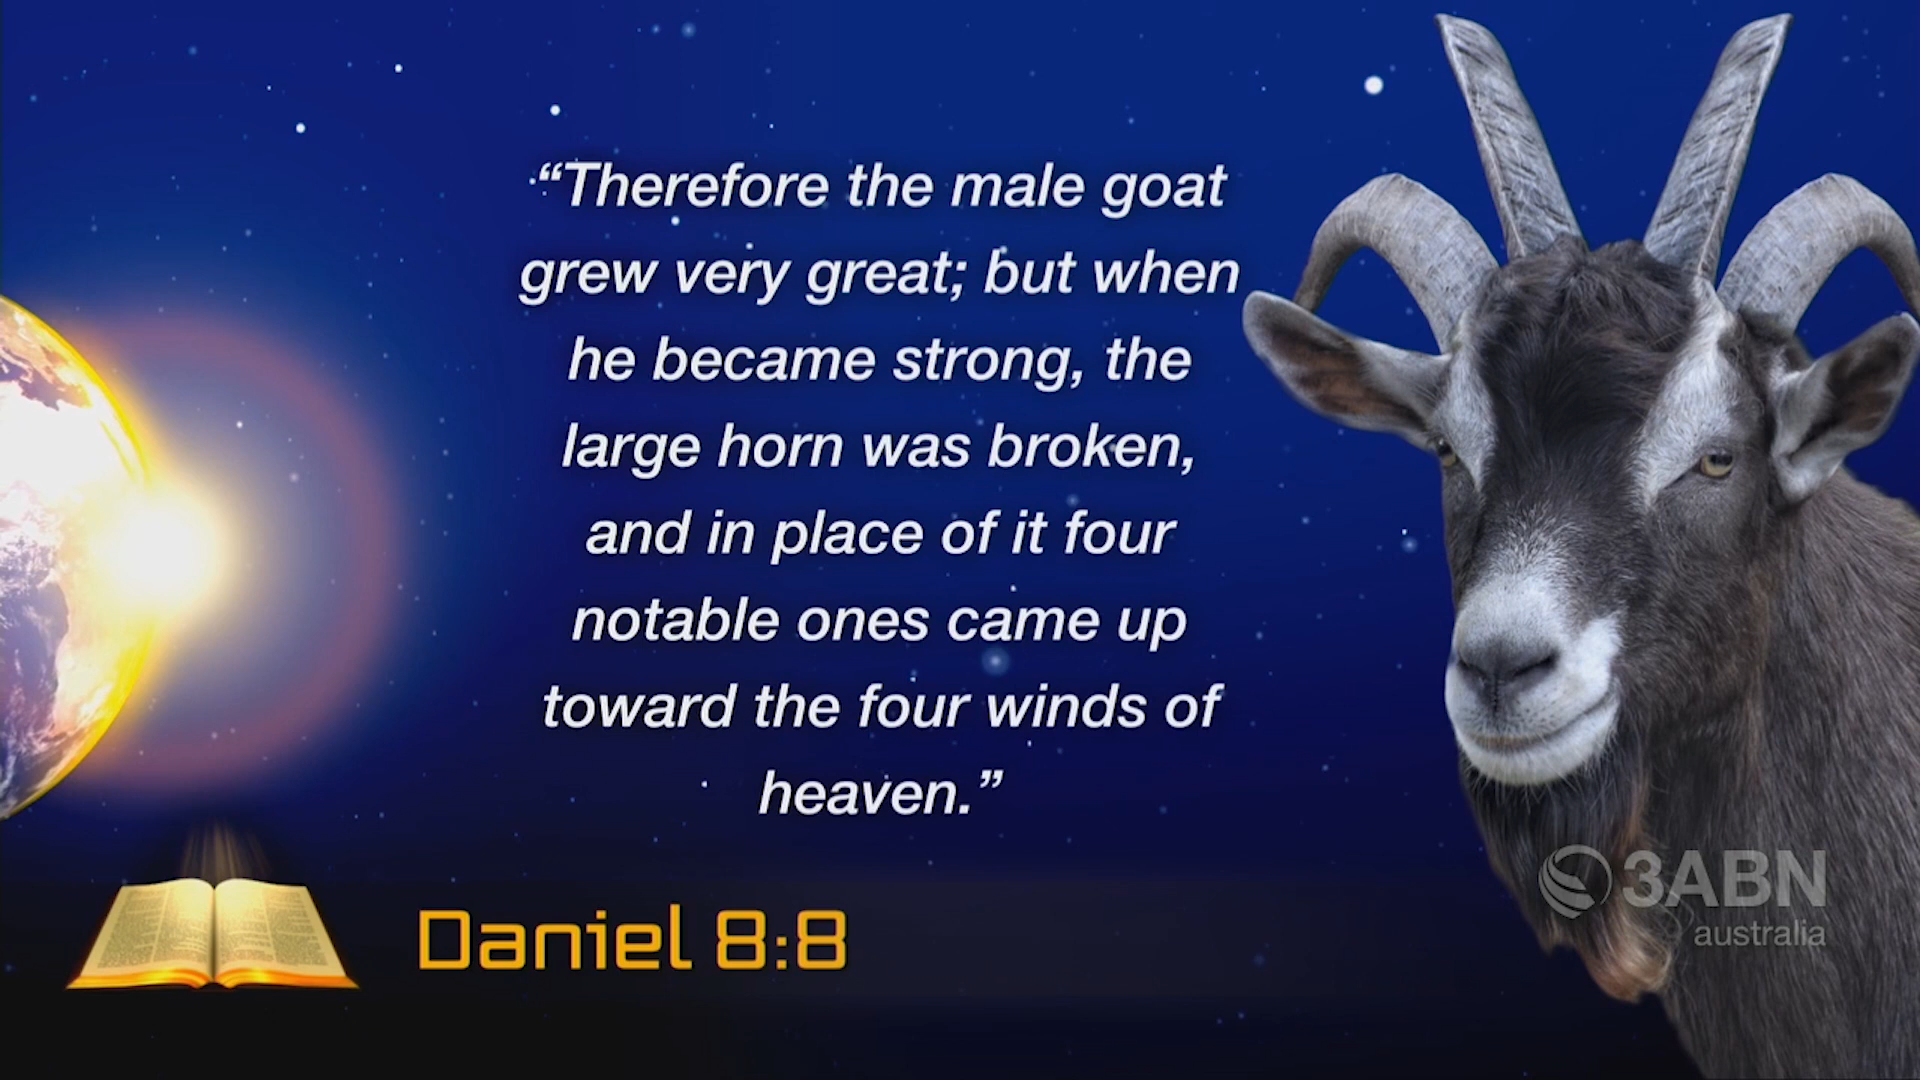 “Therefore the male goat
grew very great; but when
he became strong, the
large horn was broken,
and in place of it four
notable ones came up
toward the four winds of
heaven.”
Daniel 8:8
3ABN
australia